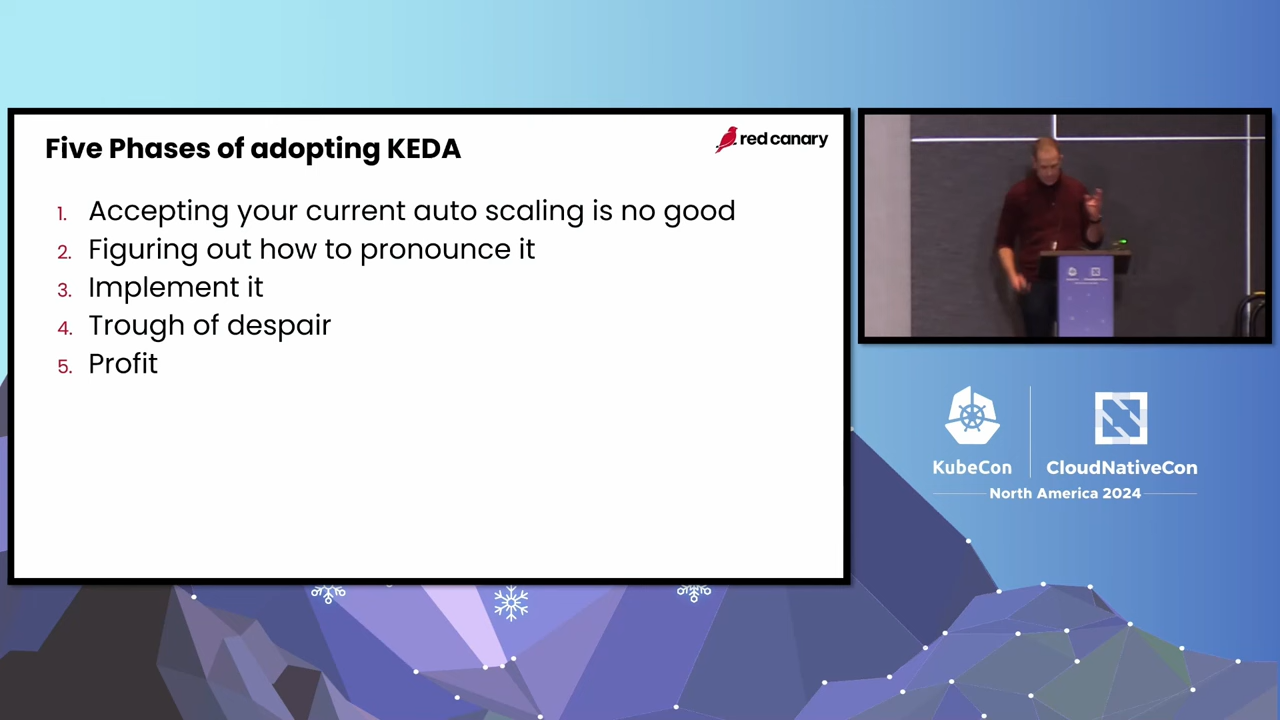 Five Phases of adopting KEDA
red canary
1. Accepting your current auto scaling is no good
2. Figuring out how to pronounce it
3. Implement it
4. Trough of despair
5. Profit
KubeCon
CloudNativeCon
North America 2024